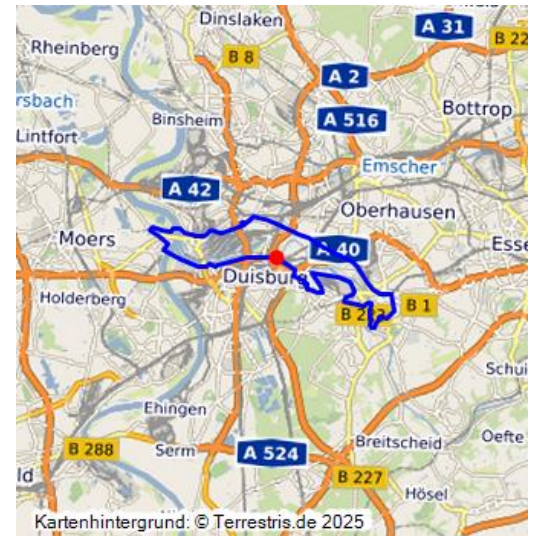 Dinslaken
A 31
B 22
Rheinberg
B 8
A 2
Bottrop
rsbach
Binsheim
A 516
Lintfort
Emscher
A 42
Oberhausen
Moers
A 40
Esse
Duisburg
Holderberg
B 1
Schui
Ehingen
B 288
Serm
A 524
Breitscheid
Oefte
ld
B 227
Hösel
Kartenhintergrund: © Terrestris.de 2025